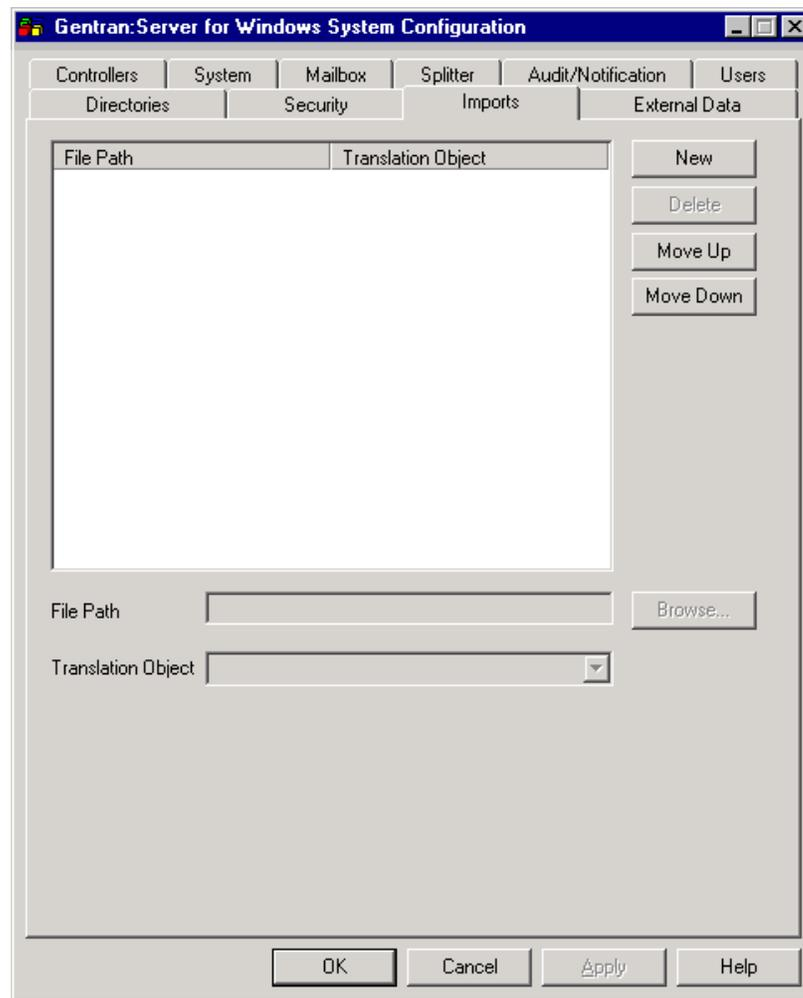 Gentran:Server for Windows System Configuration
Controllers System Mailbox Splitter Audit/Notification Users
Directories Security Imports External Data
File Path Translation Object
New
Delete
Move Up
Move Down
File Path
Browse...
Translation Object
OK Cancel Apply Help